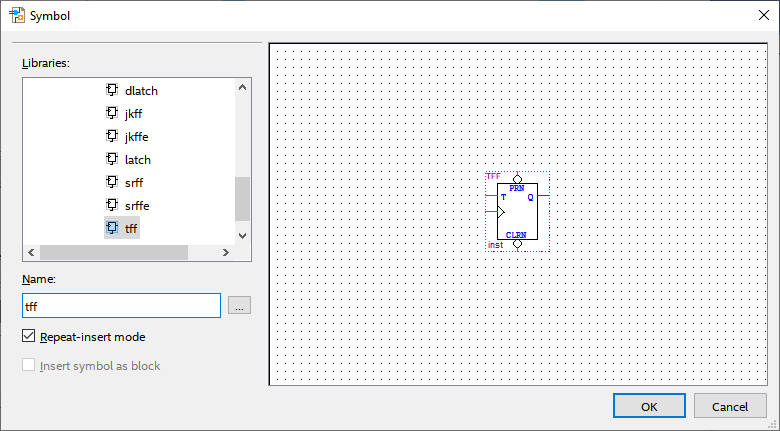 Symbol
Libraries:
dlatch
jkff
jkffe
latch
srff
srffe
tff
Name:
tff
...
Repeat-insert mode
Insert symbol as block
TFF
PRN
T Q
CLRN
inst
OK Cancel